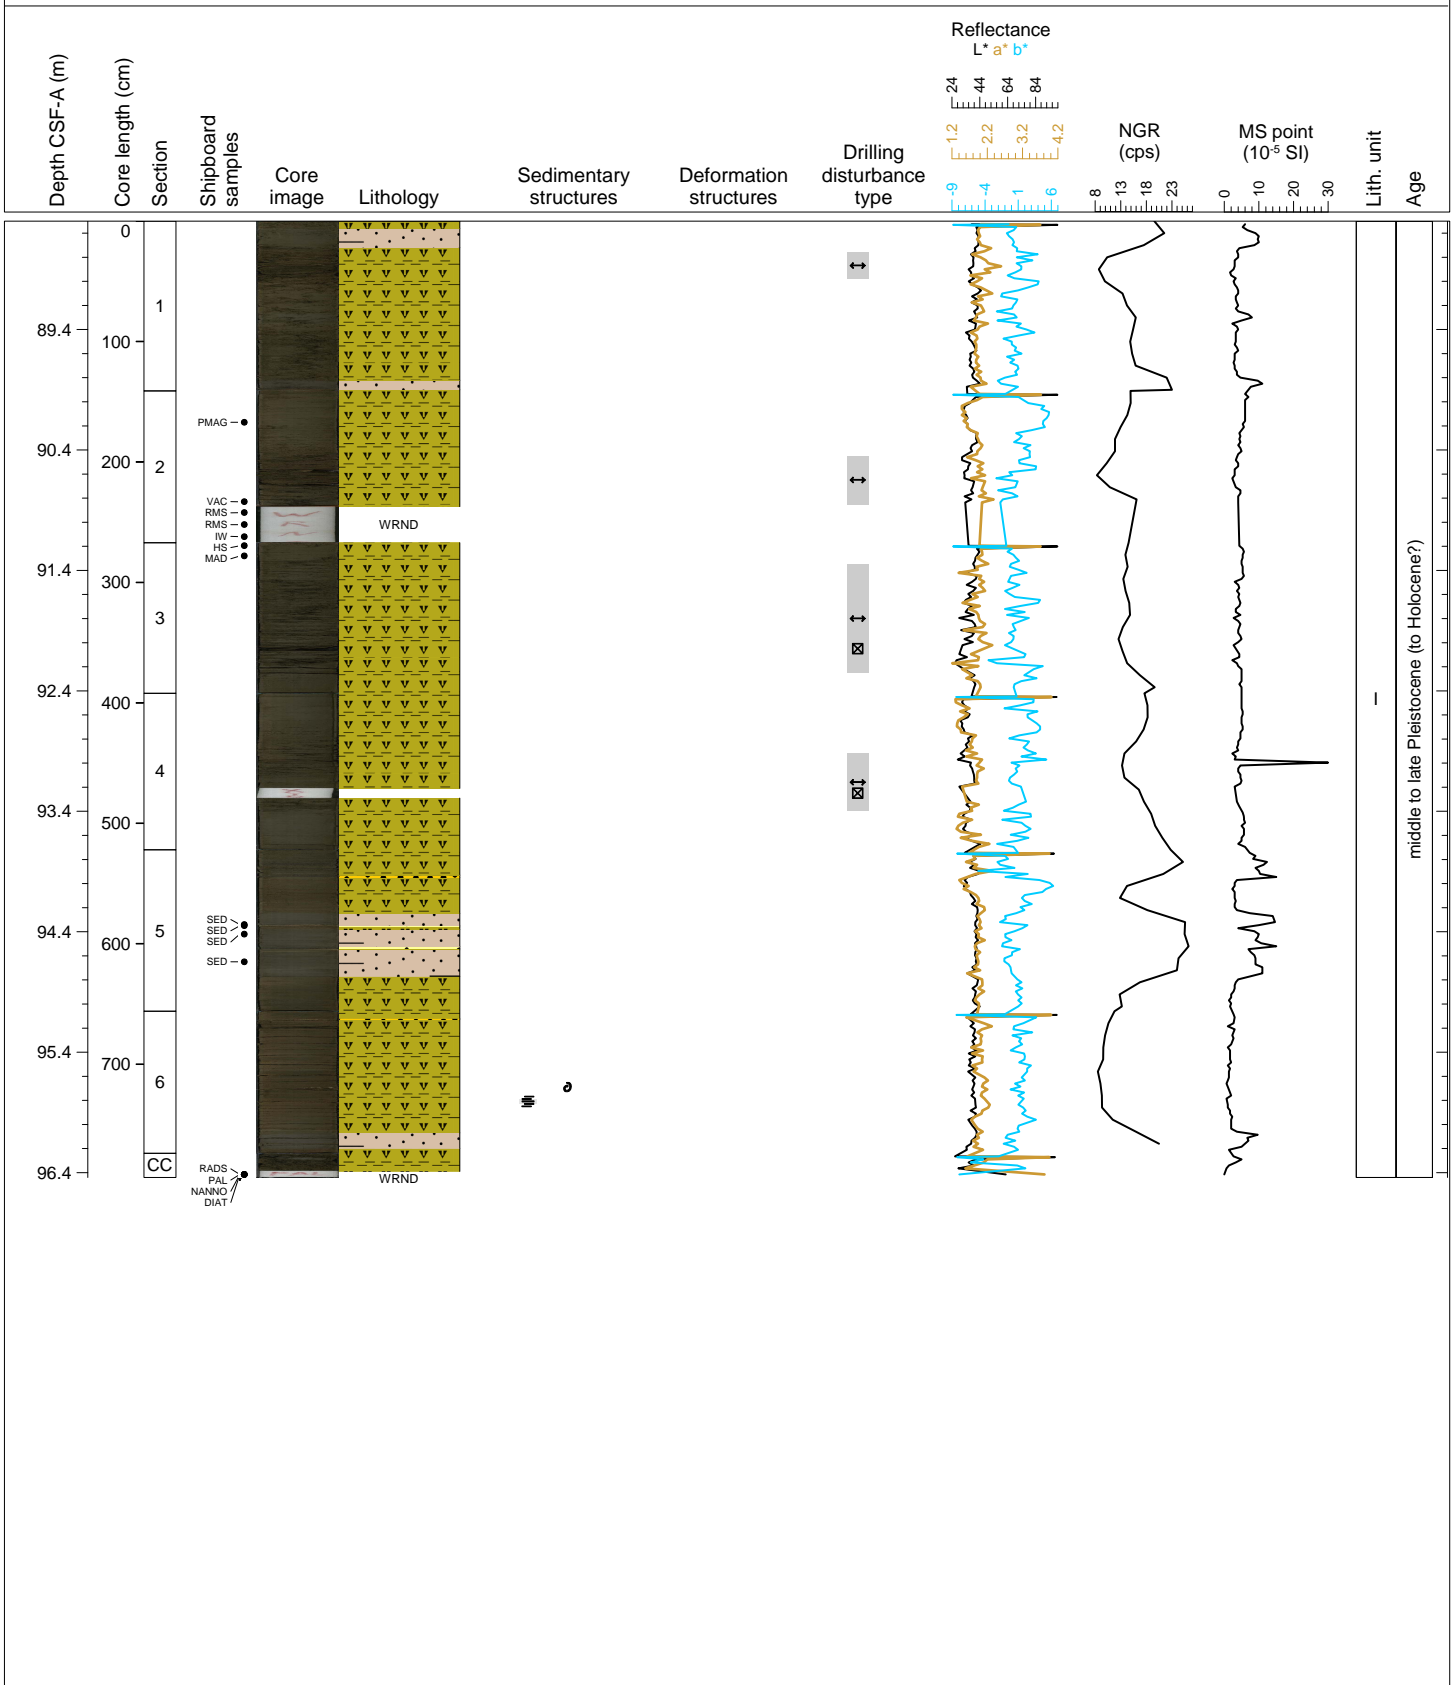 Depth CSF-A (m)
Core length (cm)
Section
Shipboard
samples
Core
image
Lithology
Sedimentary
structures
Deformation
structures
Drilling
disturbance
type
Reflectance
L* a* b*
24 44 64 84
1.2 2.2 3.2 4.2
-9 -4 1 6
NGR
(cps)
8 13 18 23
MS point
(10-5 SI)
0 10 20 30
Lith. unit
Age
0
1
89.4
100
PMAG
90.4
200
2
VAC
RMS
RMS
WRND
IW
HS
MAD
91.4
300
3
92.4
400
I
middle to late Pleistocene (to Holocene?)
4
93.4
500
SED
SED
SED
94.4
600
5
SED
95.4
700
6
CC
RADS
96.4
PAL
WRND
NANNO
DIAT